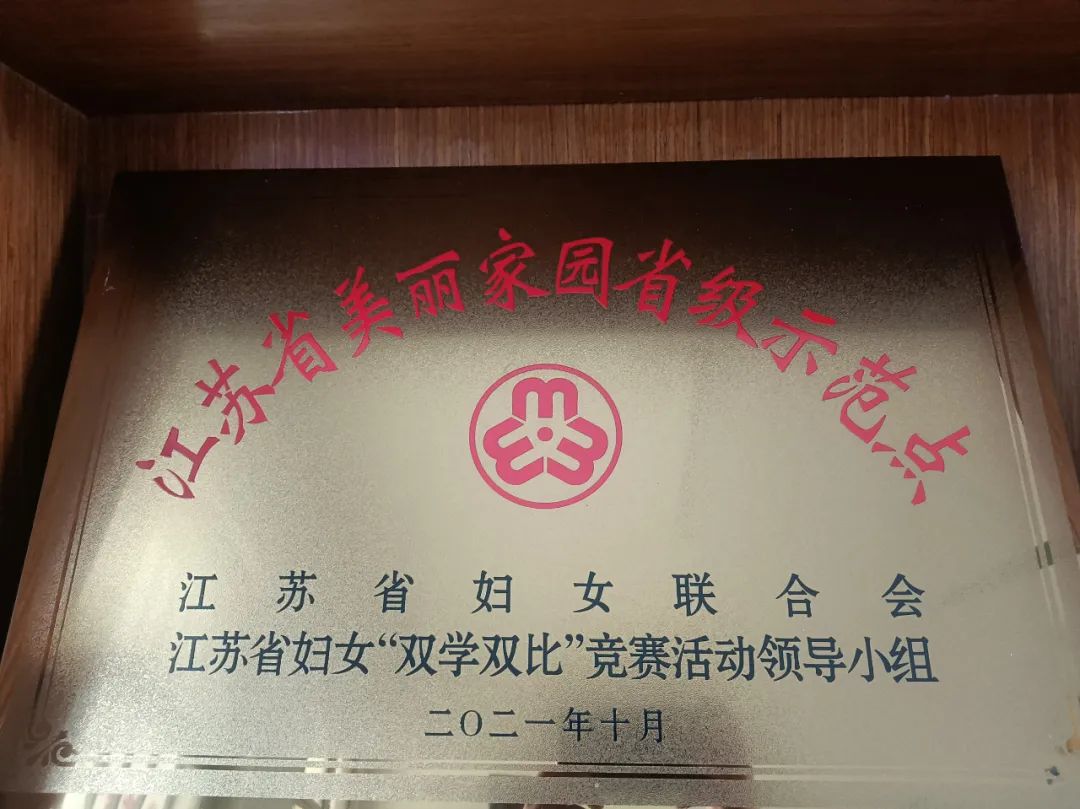 江苏省美丽家园省级示范点
江苏省妇女联合会
江苏省妇女“双学双比”竞赛活动领导小组
二〇二一年十月